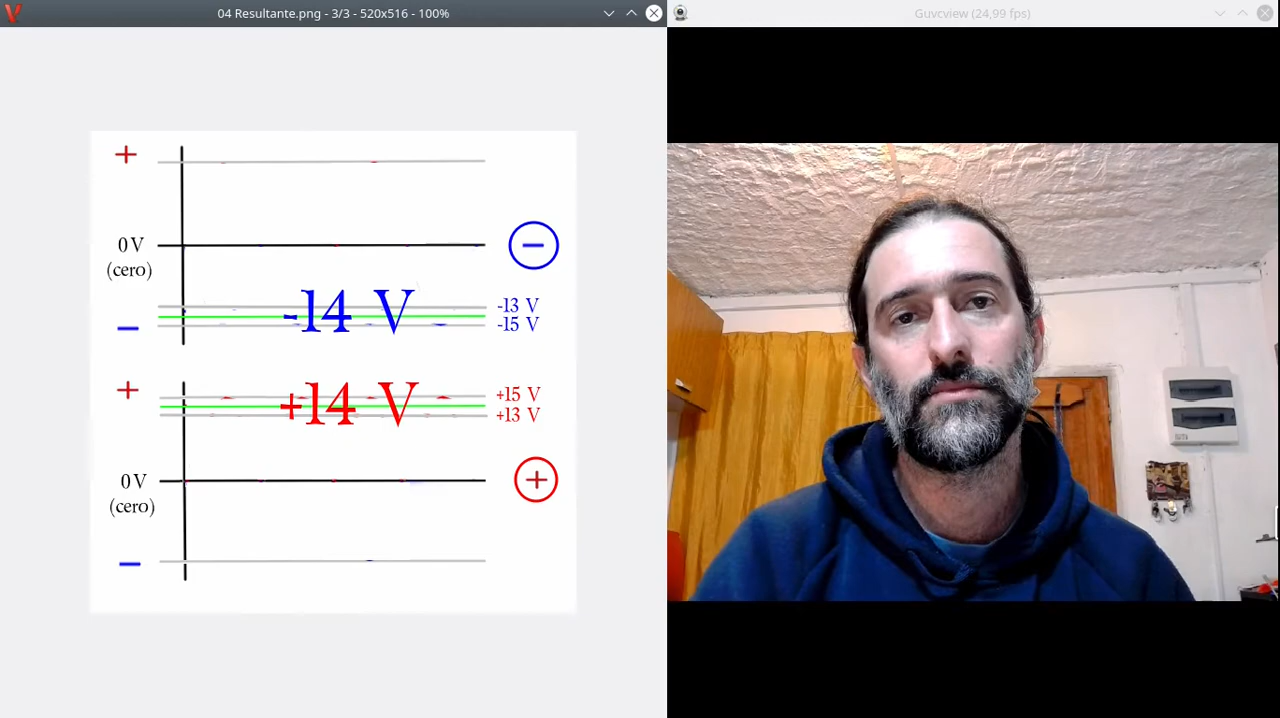 04 Resultante.png - 3/3 - 520x516 - 100%
Guvcview (24,99 fps)
+
0 V
(cero)
−
-14 V
-13 V
-15 V
−
+
+14 V
+15 V
+13 V
0 V
(cero)
+
−